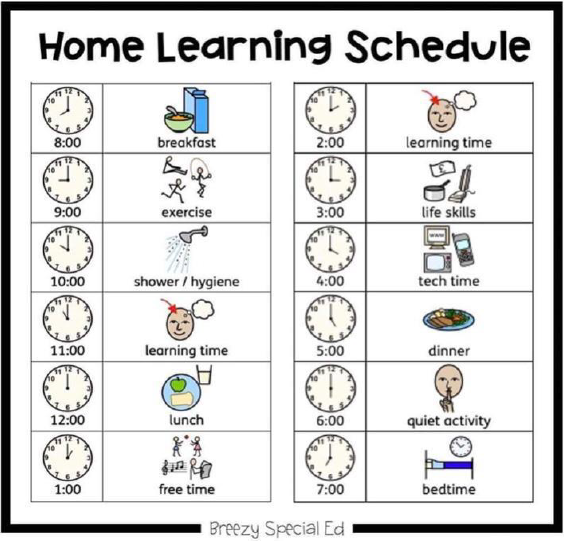 Home Learning Schedule
8:00 breakfast
9:00 exercise
10:00 shower / hygiene
11:00 learning time
12:00 lunch
1:00 free time
2:00 learning time
3:00 life skills
4:00 tech time
5:00 dinner
6:00 quiet activity
7:00 bedtime
Breezy Special Ed